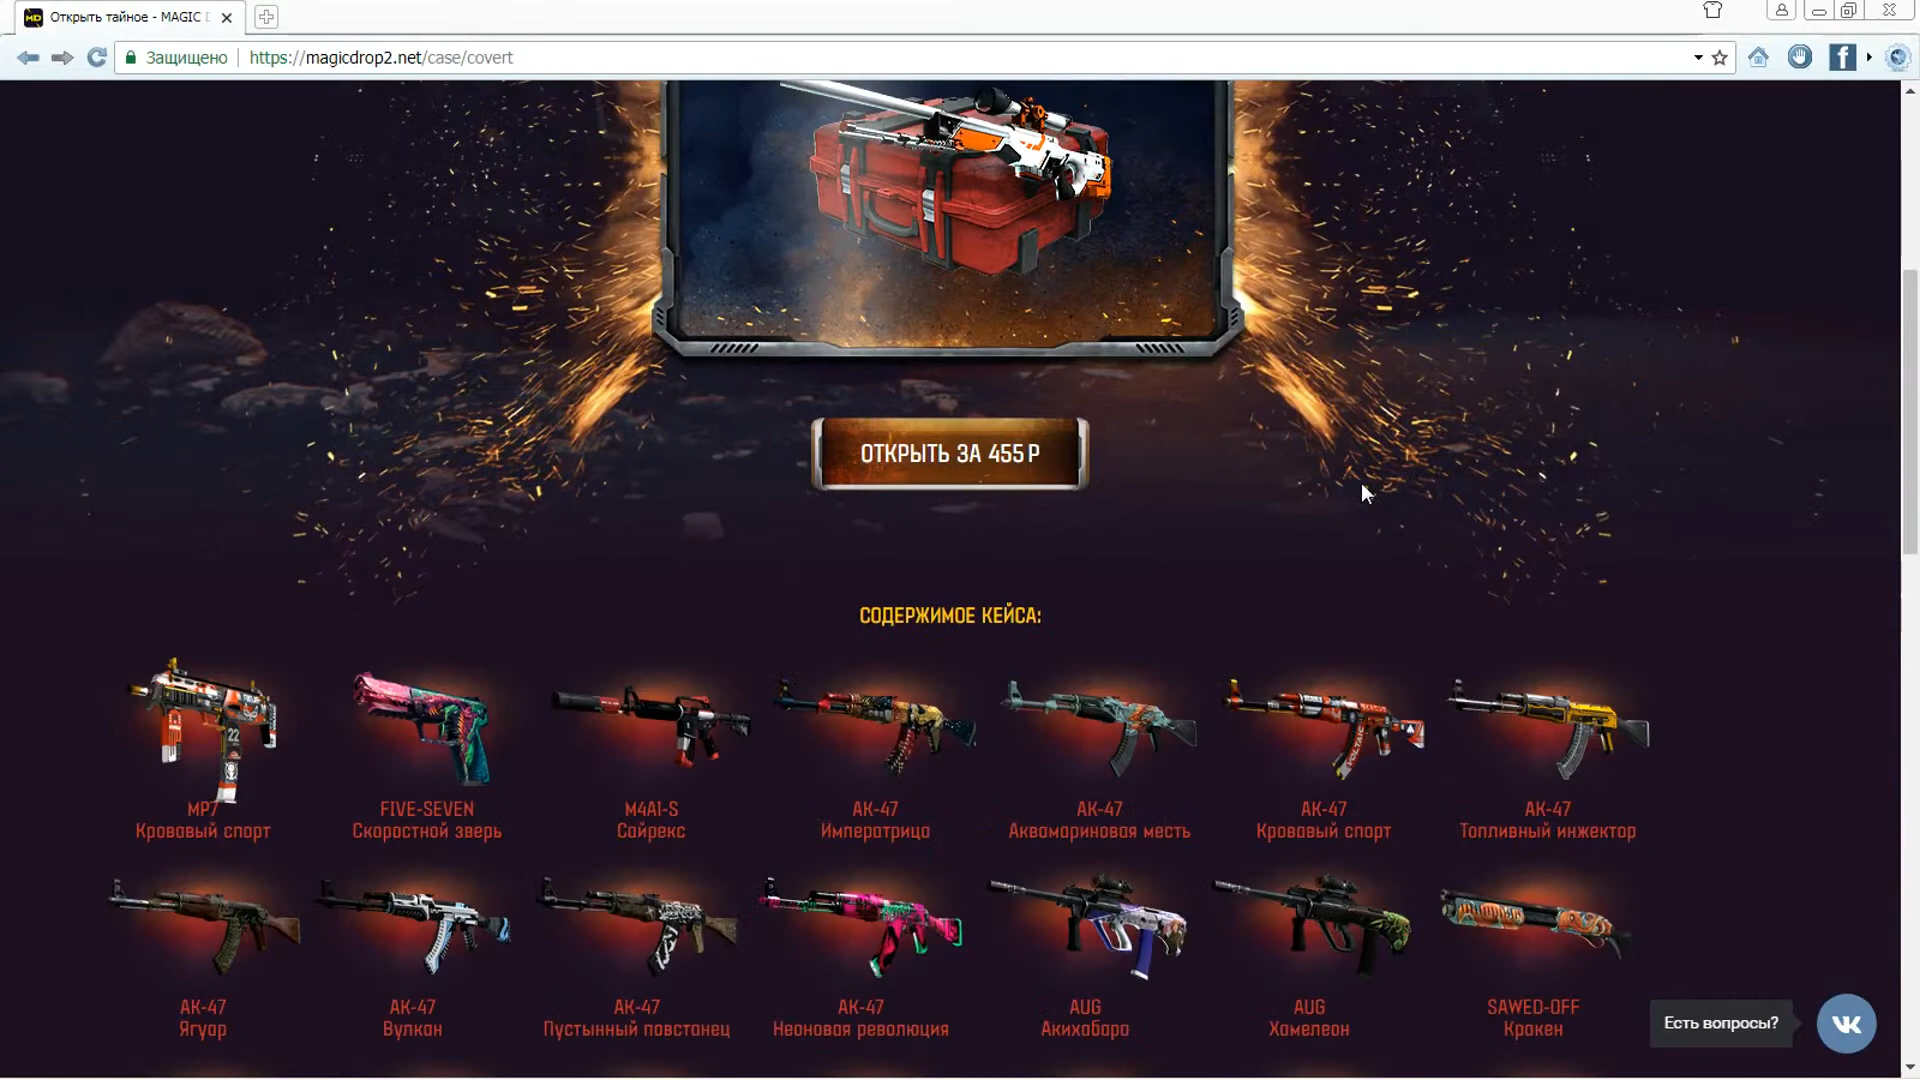 Открыть тайное - MAGIC D
Защищено
https://magicdrop2.net/case/covert
ОТКРЫТЬ ЗА 455 Р
СОДЕРЖИМОЕ КЕЙСА:
MP7
Кровавый спорт
FIVE-SEVEN
Скоростной зверь
M4A1-S
Сайрекс
AK-47
Императрица
AK-47
Аквамариновая месть
AK-47
Кровавый спорт
AK-47
Топливный инжектор
AK-47
Ягуар
AK-47
Вулкан
AK-47
Пустынный повстанец
AK-47
Неоновая революция
AUG
Акихабара
AUG
Хамелеон
SAWED-OFF
Кракен
Есть вопросы?